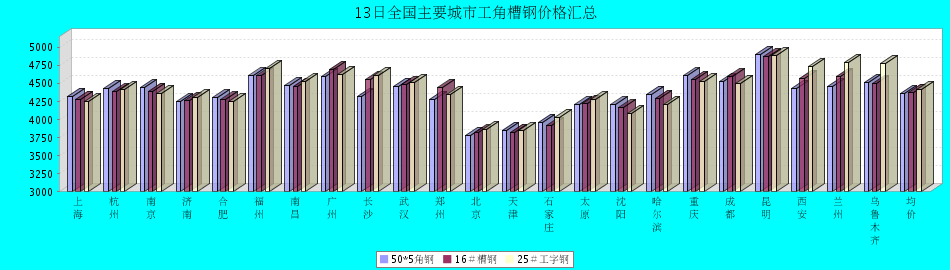 13日全国主要城市工角槽钢价格汇总
5000
4750
4500
4250
4000
3750
3500
3250
3000
上海
杭州
南京
济南
合肥
福州
南昌
广州
长沙
武汉
郑州
北京
天津
石家庄
太原
沈阳
哈尔滨
重庆
成都
昆明
西安
兰州
乌鲁木齐
均价
50*5角钢 16#槽钢 25#工字钢